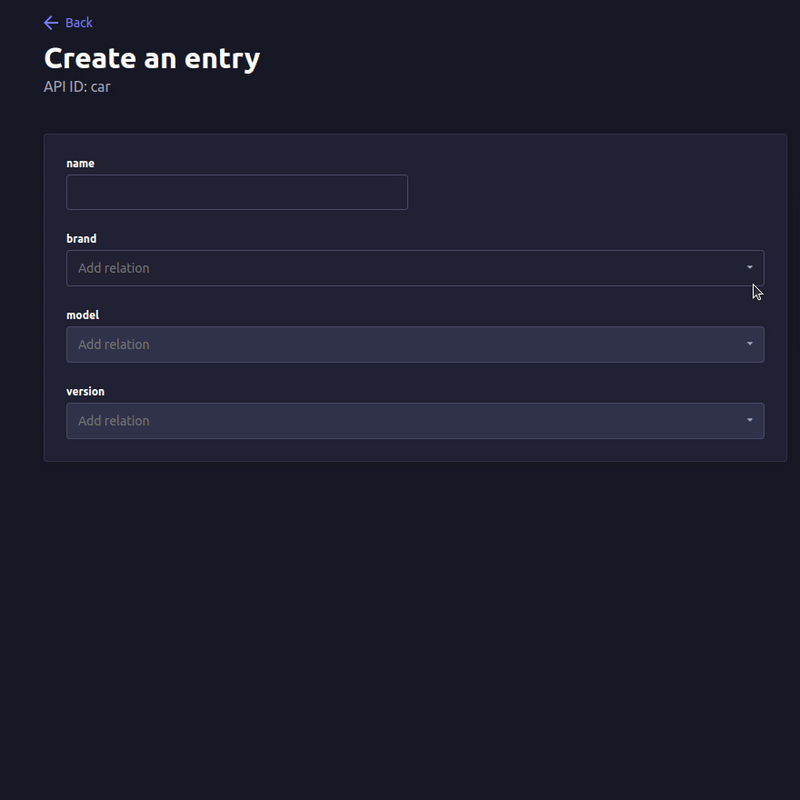 Back
Create an entry
API ID: car
name
brand
Add relation
model
Add relation
version
Add relation